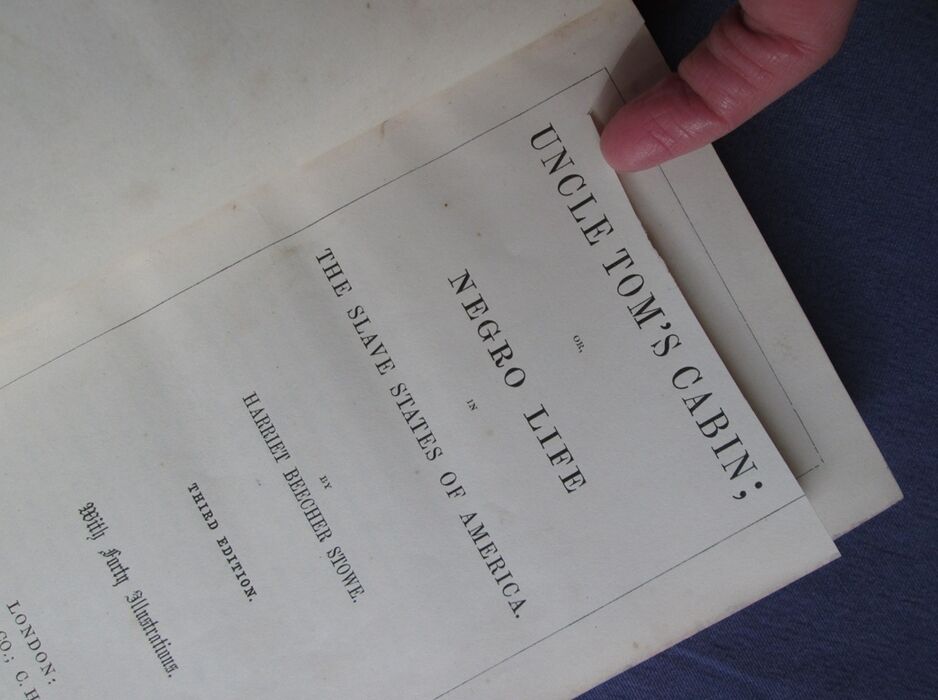 UNCLE TOM'S CABIN;
OR,
NEGRO LIFE
IN
THE SLAVE STATES OF AMERICA.
BY
HARRIET BEECHER STOWE.
THIRD EDITION.
With Forty Illustrations.
LONDON:
CO.; C. H